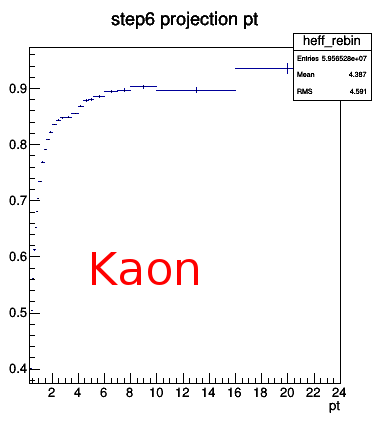 step6 projection pt
heff_rebin
Entries 5.956528e+07
Mean 4.387
RMS 4.591
0.9
0.8
0.7
0.6
0.5
0.4
Kaon
2 4 6 8 10 12 14 16 18 20 22 24
pt